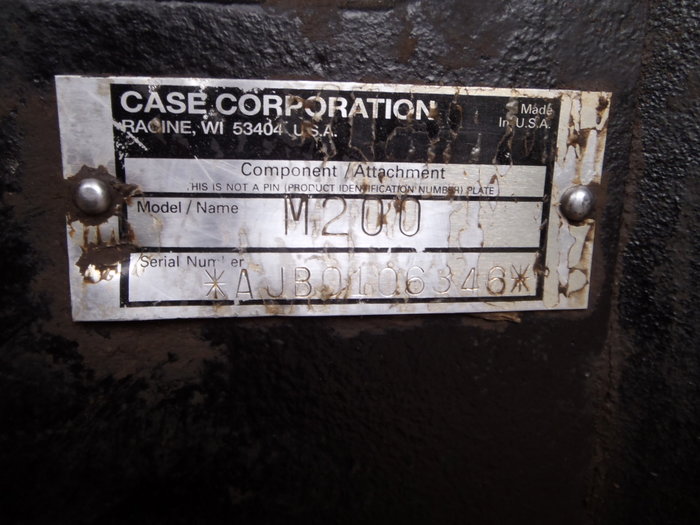 CASE CORPORATION
RACINE, WI 53404 U.S.A.
Made
In U.S.A.
Component / Attachment
THIS IS NOT A PIN (PRODUCT IDENTIFICATION NUMBER) PLATE
Model / Name M200
Serial Number *AJB0106346*